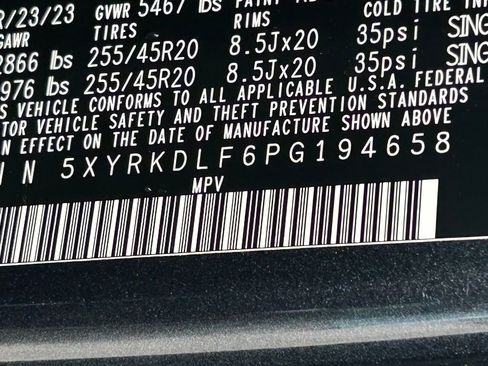 R/23/23 GVWR 5467 lbs PAINT COLD TIRE IN
GAWR TIRES RIMS
2866 lbs 255/45R20 8.5Jx20 35psi SING
976 lbs 255/45R20 8.5Jx20 35psi SING
S VEHICLE CONFORMS TO ALL APPLICABLE U.S.A. FEDERAL
TOR VEHICLE SAFETY AND THEFT PREVENTION STANDARDS
N EFFECT ON THE DATE OF MANUFACTURE SHOWN ABOVE
I N 5XYRKDLF6PG194658
MPV